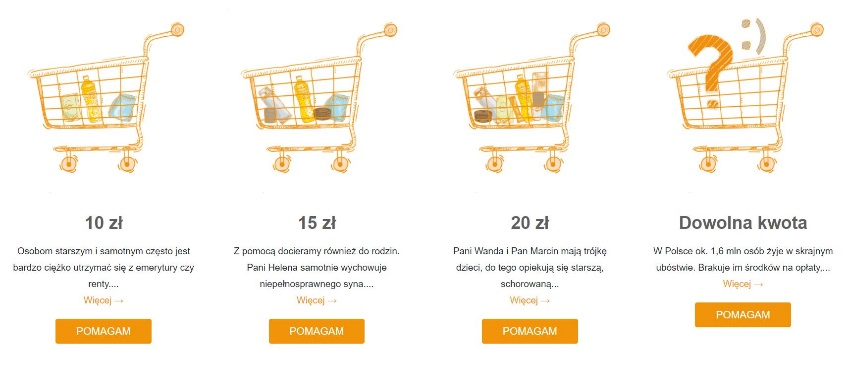 10 zł
Osobom starszym i samotnym często jest
bardzo ciężko utrzymać się z emerytury czy
renty....
Więcej →
POMAGAM
15 zł
Z pomocą docieramy również do rodzin.
Pani Helena samotnie wychowuje
niepełnosprawnego syna....
Więcej →
POMAGAM
20 zł
Pani Wanda i Pan Marcin mają trójkę
dzieci, do tego opiekują się starszą,
schorowaną...
Więcej →
POMAGAM
? :)
Dowolna kwota
W Polsce ok. 1,6 mln osób żyje w skrajnym
ubóstwie. Brakuje im środków na opłaty,...
Więcej →
POMAGAM